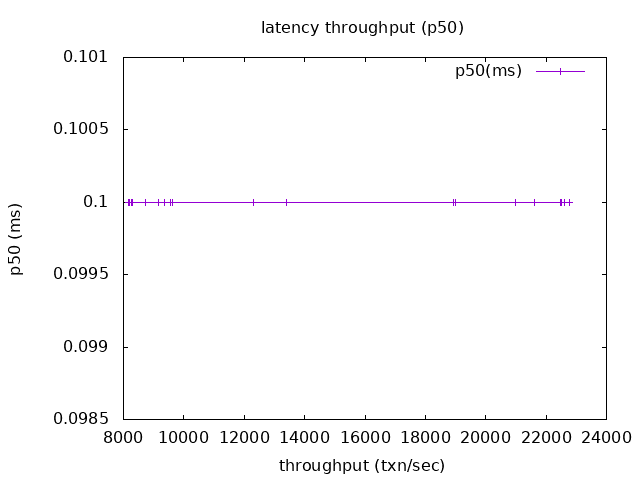 latency throughput (p50)
p50(ms)
0.101
0.1005
0.1
0.0995
0.099
0.0985
p50 (ms)
8000 10000 12000 14000 16000 18000 20000 22000 24000
throughput (txn/sec)